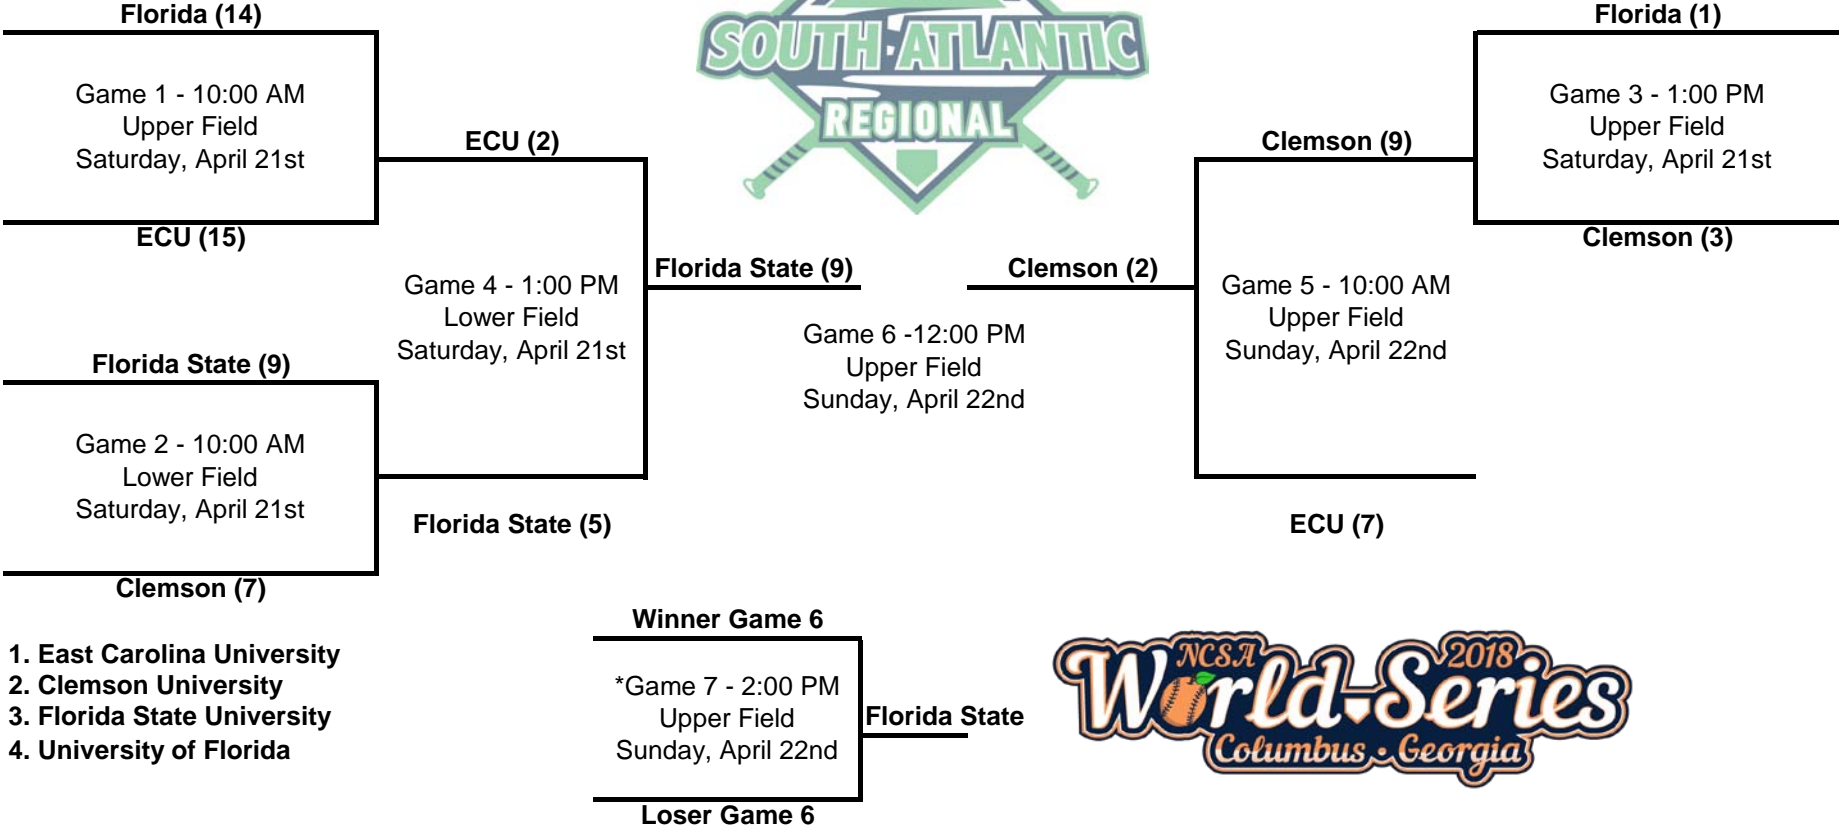 Florida (14)
Game 1 - 10:00 AM
Upper Field
Saturday, April 21st
ECU (15)
Florida State (9)
Game 2 - 10:00 AM
Lower Field
Saturday, April 21st
Clemson (7)
ECU (2)
Game 4 - 1:00 PM
Lower Field
Saturday, April 21st
Florida State (5)
SOUTH ATLANTIC
REGIONAL
Florida State (9)
Clemson (2)
Game 6 -12:00 PM
Upper Field
Sunday, April 22nd
Clemson (9)
Game 5 - 10:00 AM
Upper Field
Sunday, April 22nd
ECU (7)
Florida (1)
Game 3 - 1:00 PM
Upper Field
Saturday, April 21st
Clemson (3)
1. East Carolina University
2. Clemson University
3. Florida State University
4. University of Florida
Winner Game 6
*Game 7 - 2:00 PM
Upper Field
Sunday, April 22nd
Loser Game 6
Florida State
NCSA 2018
World Series
Columbus • Georgia